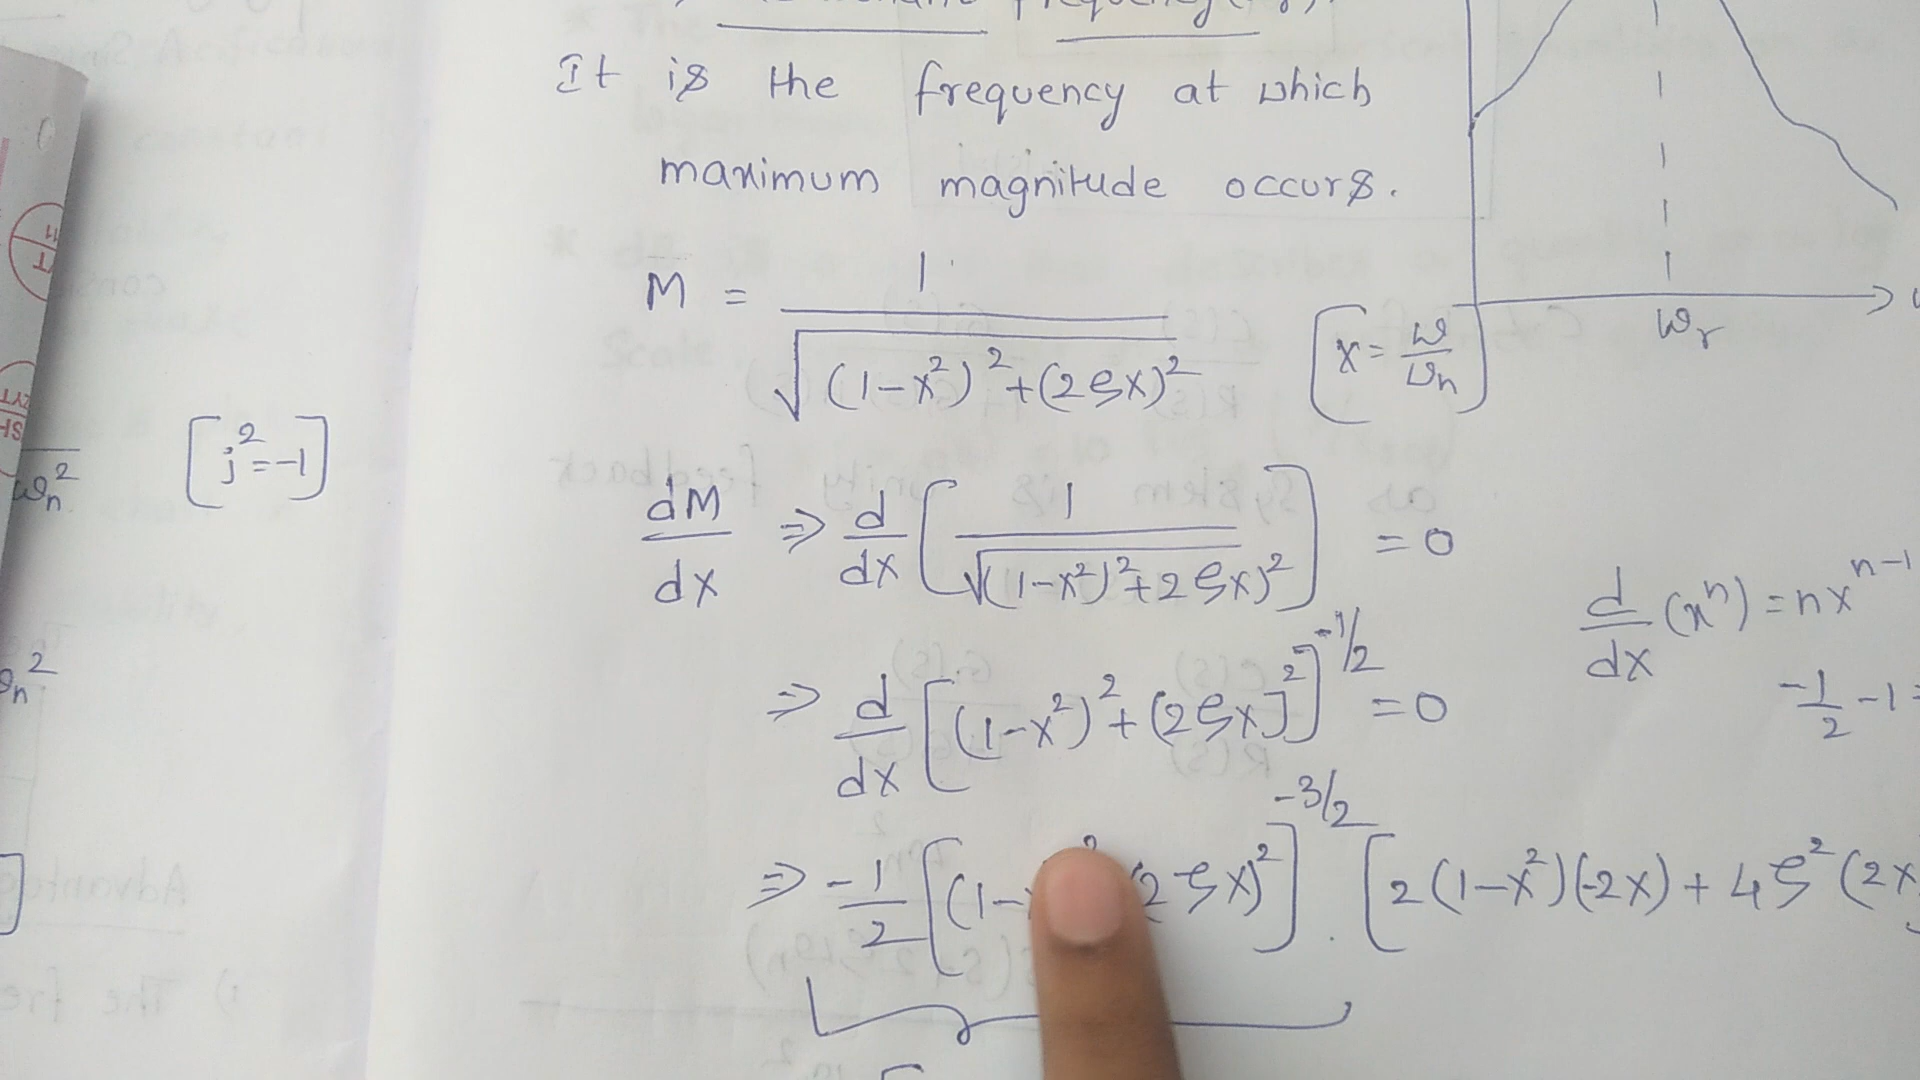 frequency
It is the frequency at which
maximum magnitude occurs.
M = 1 / √((1-x²)²+(2ξx)²) [x = ω/ωn]
ωr
[j²=-1]
ωn²
dM/dx ⇒ d/dx [1 / √((1-x²)²+2ξx)²] = 0
d/dx (xⁿ) = nxⁿ⁻¹
⇒ d/dx [(1-x²)²+(2ξx]²]^-1/2 = 0
-1/2 -1 =
⇒ -1/2 [(1- 2ξx)²]^-3/2 . [2(1-x²)(-2x) + 4ξ²(2x